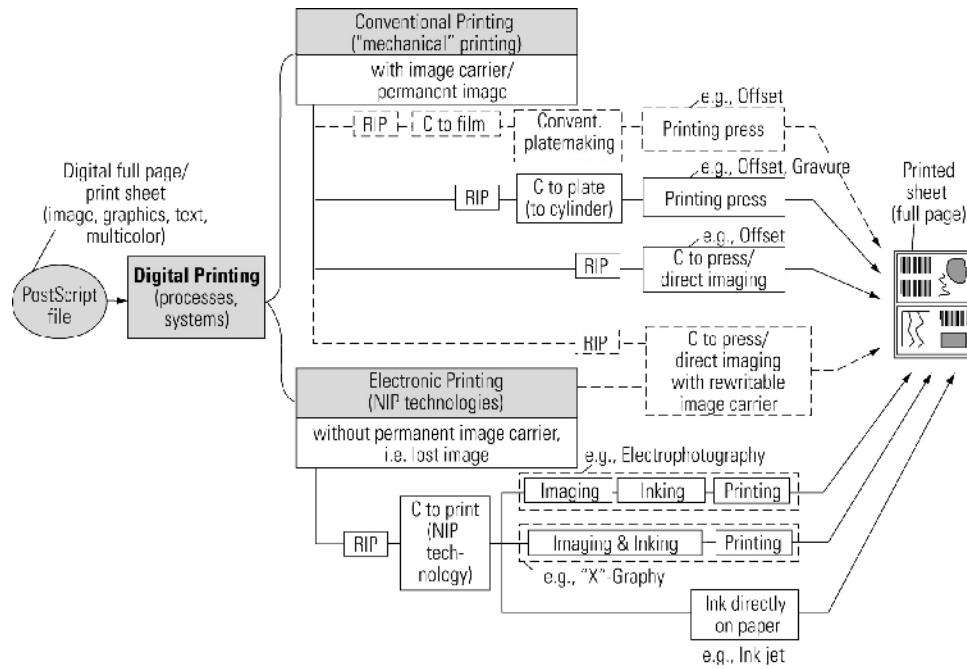 Conventional Printing
("mechanical" printing)
with image carrier/
permanent image
e.g., Offset
RIP
C to film
Convent.
platemaking
Printing press
e.g., Offset, Gravure
RIP
C to plate
(to cylinder)
Printing press
e.g., Offset
RIP
C to press/
direct imaging
RIP
C to press/
direct imaging
with rewritable
image carrier
Digital full page/
print sheet
(image, graphics, text,
multicolor)
PostScript
file
Digital Printing
(processes,
systems)
Printed
sheet
(full page)
Electronic Printing
(NIP technologies)
without permanent image carrier,
i.e. lost image
e.g., Electrophotography
Imaging
Inking
Printing
RIP
C to print
(NIP
tech-
nology)
Imaging & Inking
Printing
e.g., "X"-Graphy
Ink directly
on paper
e.g., Ink jet